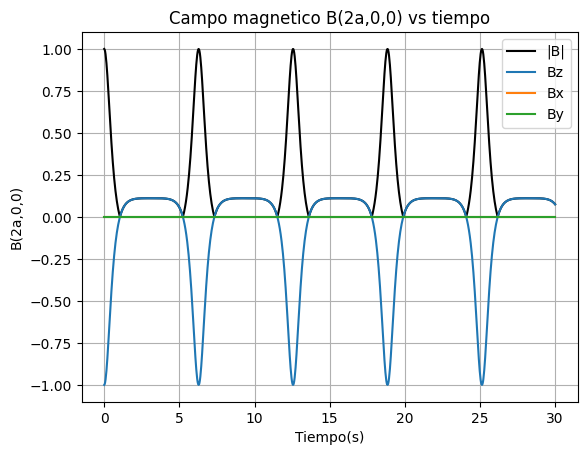 Campo magnetico B(2a,0,0) vs tiempo
|B|
Bz
Bx
By
B(2a,0,0)
1.00
0.75
0.50
0.25
0.00
−0.25
−0.50
−0.75
−1.00
0
5
10
15
20
25
30
Tiempo(s)